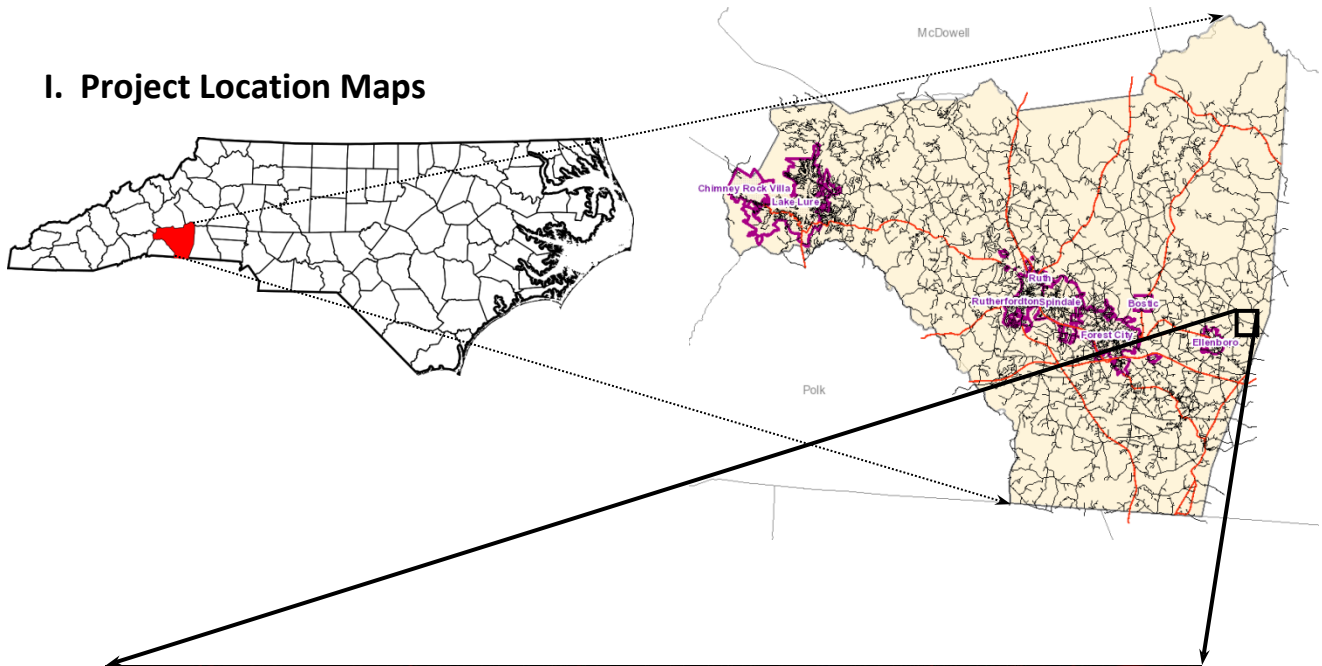 I. Project Location Maps
McDowell
Chimney Rock Villa
Lake Lure
Ruth
Rutherfordton
Spindale
Bostic
Forest City
Ellenboro
Polk